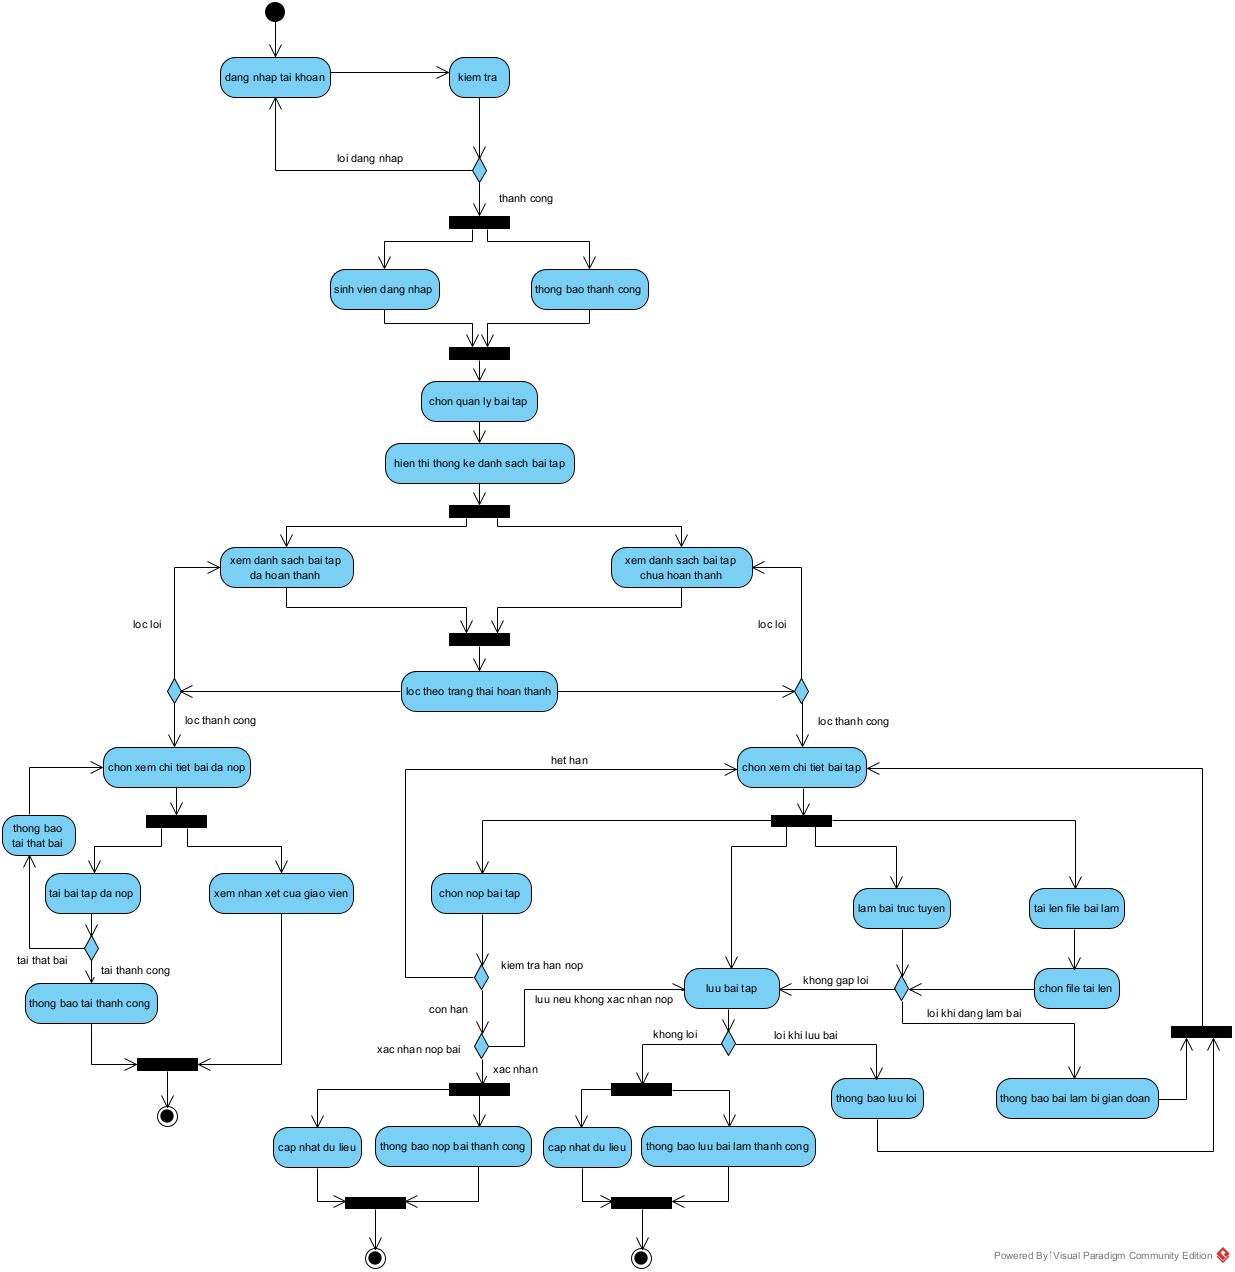 dang nhap tai khoan
kiem tra
loi dang nhap
thanh cong
sinh vien dang nhap
thong bao thanh cong
chon quan ly bai tap
hien thi thong ke danh sach bai tap
xem danh sach bai tap
da hoan thanh
xem danh sach bai tap
chua hoan thanh
loc loi
loc loi
loc theo trang thai hoan thanh
loc thanh cong
loc thanh cong
chon xem chi tiet bai da nop
het han
chon xem chi tiet bai tap
thong bao
tai that bai
tai bai tap da nop
xem nhan xet cua giao vien
chon nop bai tap
lam bai truc tuyen
tai len file bai lam
tai that bai
tai thanh cong
kiem tra han nop
khong gap loi
luu bai tap
chon file tai len
thong bao tai thanh cong
luu neu khong xac nhan nop
con han
loi khi dang lam bai
khong loi
loi khi luu bai
xac nhan nop bai
xac nhan
thong bao luu loi
thong bao bai lam bi gian doan
cap nhat du lieu
thong bao nop bai thanh cong
cap nhat du lieu
thong bao luu bai lam thanh cong
Powered By Visual Paradigm Community Edition